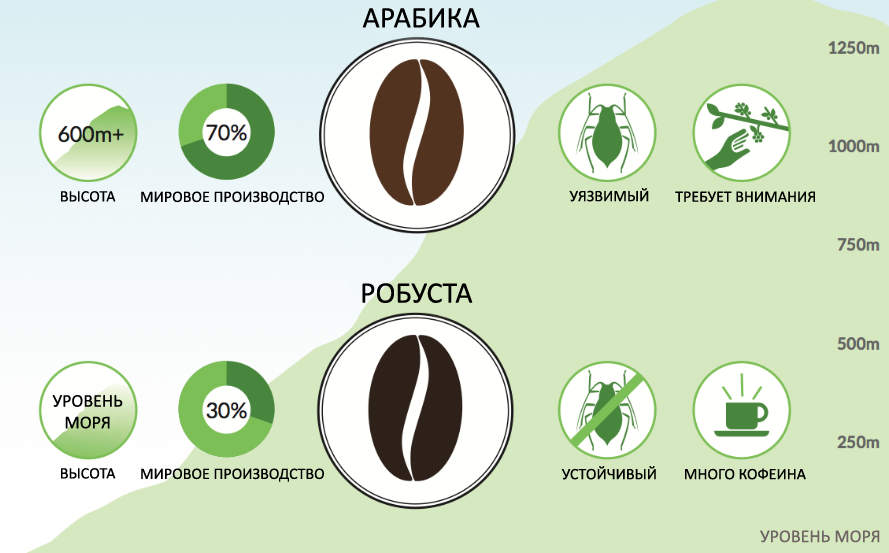 АРАБИКА
1250m
600m+
70%
1000m
ВЫСОТА
МИРОВОЕ ПРОИЗВОДСТВО
УЯЗВИМЫЙ
ТРЕБУЕТ ВНИМАНИЯ
750m
РОБУСТА
500m
УРОВЕНЬ
МОРЯ
30%
250m
ВЫСОТА
МИРОВОЕ ПРОИЗВОДСТВО
УСТОЙЧИВЫЙ
МНОГО КОФЕИНА
УРОВЕНЬ МОРЯ